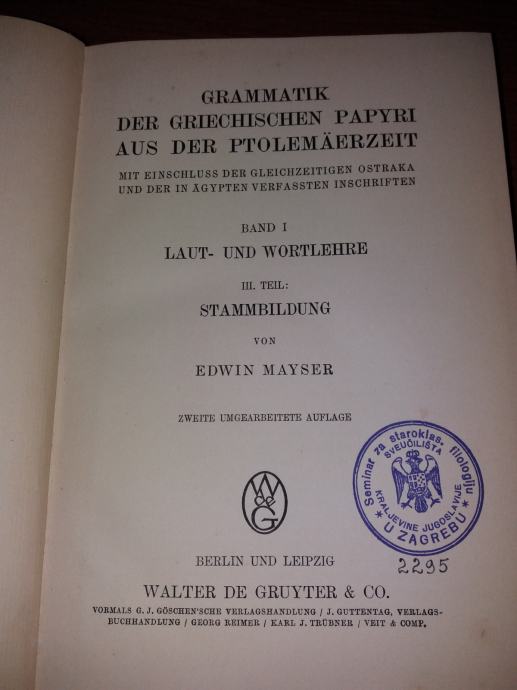 GRAMMATIK
DER GRIECHISCHEN PAPYRI
AUS DER PTOLEMÄERZEIT
MIT EINSCHLUSS DER GLEICHZEITIGEN OSTRAKA
UND DER IN ÄGYPTEN VERFASSTEN INSCHRIFTEN
BAND I
LAUT- UND WORTLEHRE
III. TEIL:
STAMMBILDUNG
VON
EDWIN MAYSER
ZWEITE UMGEARBEITETE AUFLAGE
W de G
Seminar za staroklas. filologiju
SVEUČILIŠTA
KRALJEVINE JUGOSLAVIJE
* U ZAGREBU *
2295
BERLIN UND LEIPZIG
WALTER DE GRUYTER & CO.
VORMALS G. J. GÖSCHEN'SCHE VERLAGSHANDLUNG / J. GUTTENTAG, VERLAGS-
BUCHHANDLUNG / GEORG REIMER / KARL J. TRÜBNER / VEIT & COMP.